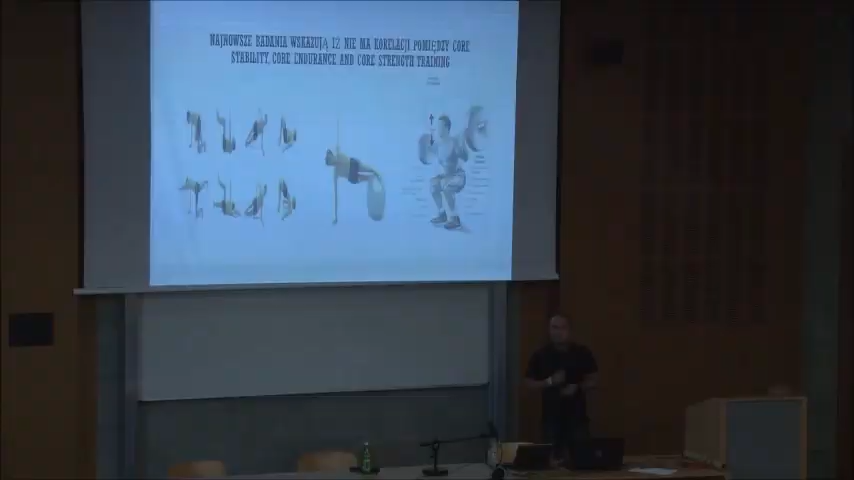 NAJNOWSZE BADANIA WSKAZUJĄ IŻ NIE MA KORELACJI POMIĘDZY CORE
STABILITY, CORE ENDURANCE AND CORE STRENGTH TRAINING